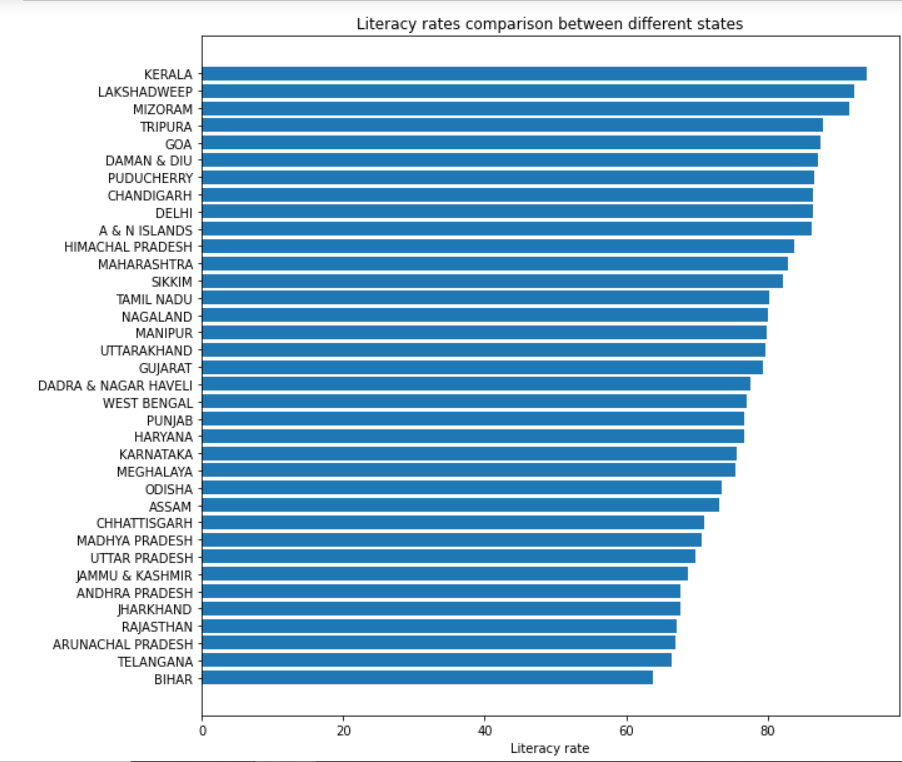 Literacy rates comparison between different states
KERALA
LAKSHADWEEP
MIZORAM
TRIPURA
GOA
DAMAN & DIU
PUDUCHERRY
CHANDIGARH
DELHI
A & N ISLANDS
HIMACHAL PRADESH
MAHARASHTRA
SIKKIM
TAMIL NADU
NAGALAND
MANIPUR
UTTARAKHAND
GUJARAT
DADRA & NAGAR HAVELI
WEST BENGAL
PUNJAB
HARYANA
KARNATAKA
MEGHALAYA
ODISHA
ASSAM
CHHATTISGARH
MADHYA PRADESH
UTTAR PRADESH
JAMMU & KASHMIR
ANDHRA PRADESH
JHARKHAND
RAJASTHAN
ARUNACHAL PRADESH
TELANGANA
BIHAR
0 20 40 60 80
Literacy rate